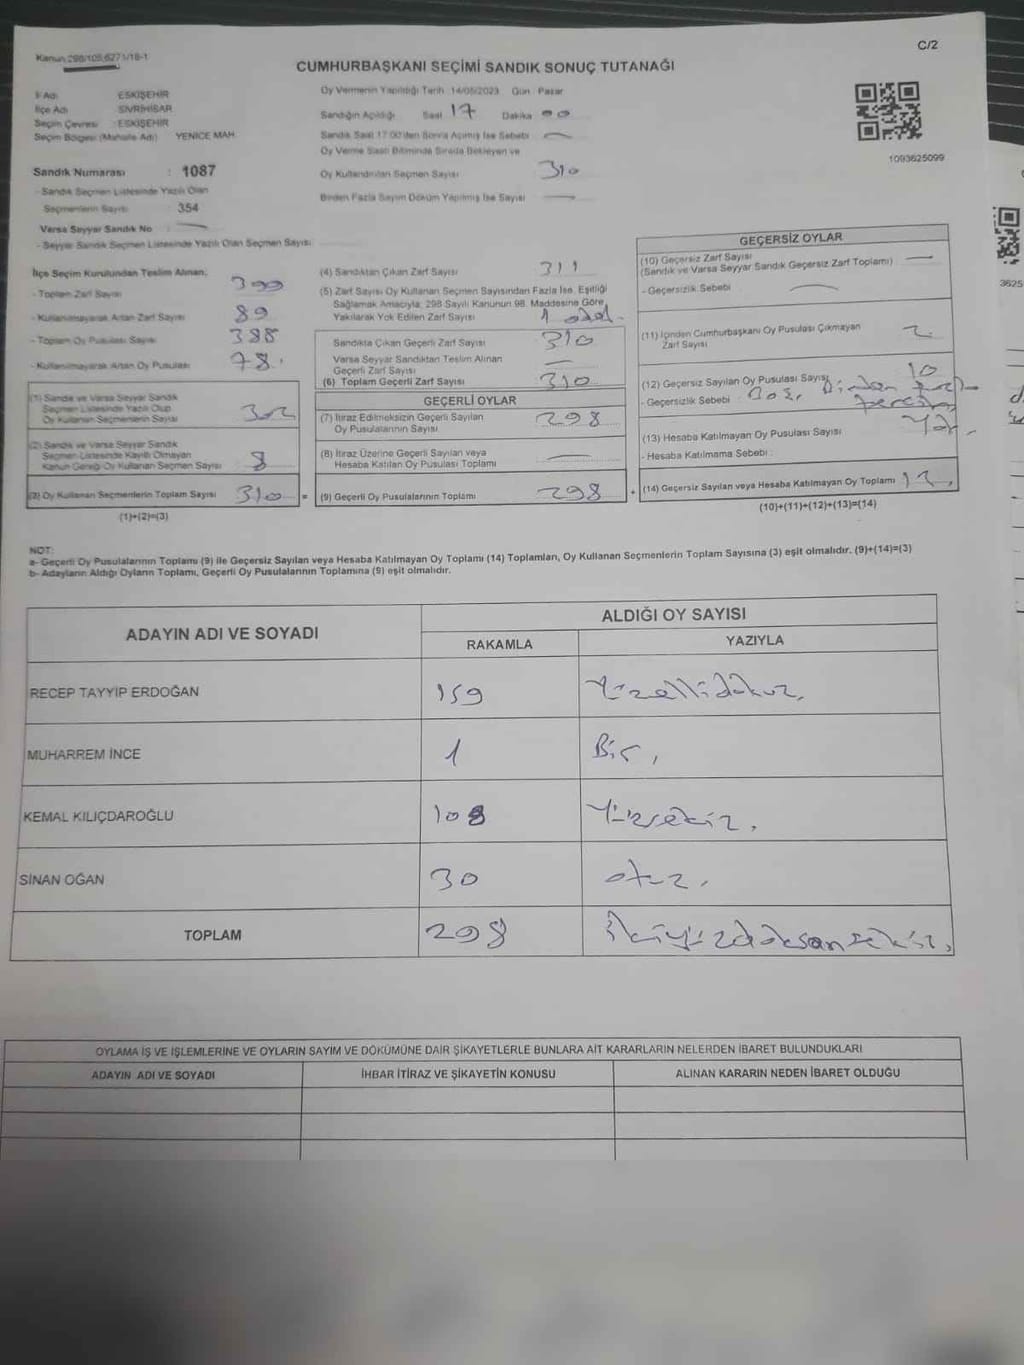 Kanun 298/105,6271/18-1
C/2
CUMHURBAŞKANI SEÇİMİ SANDIK SONUÇ TUTANAĞI
İl Adı ESKİŞEHİR
İlçe Adı SİVRİHİSAR
Seçim Çevresi : ESKİŞEHİR
Seçim Bölgesi (Mahalle Adı) YENİCE MAH.
Sandık Numarası : 1087
- Sandık Seçmen Listesinde Yazılı Olan
Seçmenlerin Sayısı : 354
Varsa Seyyar Sandık No
- Seyyar Sandık Seçmen Listesinde Yazılı Olan Seçmen Sayısı
Oy Vermenin Yapıldığı Tarih 14/05/2023 Gün Pazar
Sandığın Açıldığı Saat 17 Dakika 00
Sandık Saat 17:00'den Sonra Açılmış İse Sebebi
Oy Verme Saati Bitiminde Sırada Bekleyen ve
Oy Kullandırılan Seçmen Sayısı 310
Birden Fazla Sayım Döküm Yapılmış İse Sayısı
1093625099
İlçe Seçim Kurulundan Teslim Alınan;
- Toplam Zarf Sayısı
- Kullanılmayarak Artan Zarf Sayısı 89
- Toplam Oy Pusulası Sayısı 388
- Kullanılmayarak Artan Oy Pusulası 78
(1) Sandık ve Varsa Seyyar Sandık
Seçmen Listesinde Yazılı Olup
Oy Kullanan Seçmenlerin Sayısı 302
(2) Sandık ve Varsa Seyyar Sandık
Seçmen Listesinde Kayıtlı Olmayan
Kanun Gereği Oy Kullanan Seçmen Sayısı 8
(3) Oy Kullanan Seçmenlerin Toplam Sayısı 310 =
(1)+(2)=(3)
(4) Sandıktan Çıkan Zarf Sayısı 311
(5) Zarf Sayısı Oy Kullanan Seçmen Sayısından Fazla İse, Eşitliği
Sağlamak Amacıyla, 298 Sayılı Kanunun 98. Maddesine Göre
Yakılarak Yok Edilen Zarf Sayısı 1 adet.
Sandıkta Çıkan Geçerli Zarf Sayısı 310
Varsa Seyyar Sandıktan Teslim Alınan
Geçerli Zarf Sayısı
(6) Toplam Geçerli Zarf Sayısı 310
GEÇERLİ OYLAR
(7) İtiraz Edilmeksizin Geçerli Sayılan
Oy Pusulalarının Sayısı 298
(8) İtiraz Üzerine Geçerli Sayılan veya
Hesaba Katılan Oy Pusulası Toplamı
(9) Geçerli Oy Pusulalarının Toplamı 298 +
GEÇERSİZ OYLAR
(10) Geçersiz Zarf Sayısı
(Sandık ve Varsa Seyyar Sandık Geçersiz Zarf Toplamı)
- Geçersizlik Sebebi
(11) İçinden Cumhurbaşkanı Oy Pusulası Çıkmayan
Zarf Sayısı 2
(12) Geçersiz Sayılan Oy Pusulası Sayısı 10
- Geçersizlik Sebebi : Boş, Birden fazla
tercih
(13) Hesaba Katılmayan Oy Pusulası Sayısı Yok
- Hesaba Katılmama Sebebi :
(14) Geçersiz Sayılan veya Hesaba Katılmayan Oy Toplamı 12
(10)+(11)+(12)+(13)=(14)
NOT:
a- Geçerli Oy Pusulalarının Toplamı (9) ile Geçersiz Sayılan veya Hesaba Katılmayan Oy Toplamı (14) Toplamları, Oy Kullanan Seçmenlerin Toplam Sayısına (3) eşit olmalıdır. (9)+(14)=(3)
b- Adayların Aldığı Oyların Toplamı, Geçerli Oy Pusulalarının Toplamına (9) eşit olmalıdır.
ADAYIN ADI VE SOYADI
ALDIĞI OY SAYISI
RAKAMLA YAZIYLA
RECEP TAYYİP ERDOĞAN 159 Yüzellidokuz.
MUHARREM İNCE 1 Bir,
KEMAL KILIÇDAROĞLU 108 Yüzsekiz.
SİNAN OĞAN 30 otuz.
TOPLAM 298 İkiyüzdoksansekiz,
OYLAMA İŞ VE İŞLEMLERİNE VE OYLARIN SAYIM VE DÖKÜMÜNE DAİR ŞİKAYETLERLE BUNLARA AİT KARARLARIN NELERDEN İBARET BULUNDUKLARI
ADAYIN ADI VE SOYADI İHBAR İTİRAZ VE ŞİKAYETİN KONUSU ALINAN KARARIN NEDEN İBARET OLDUĞU
3625